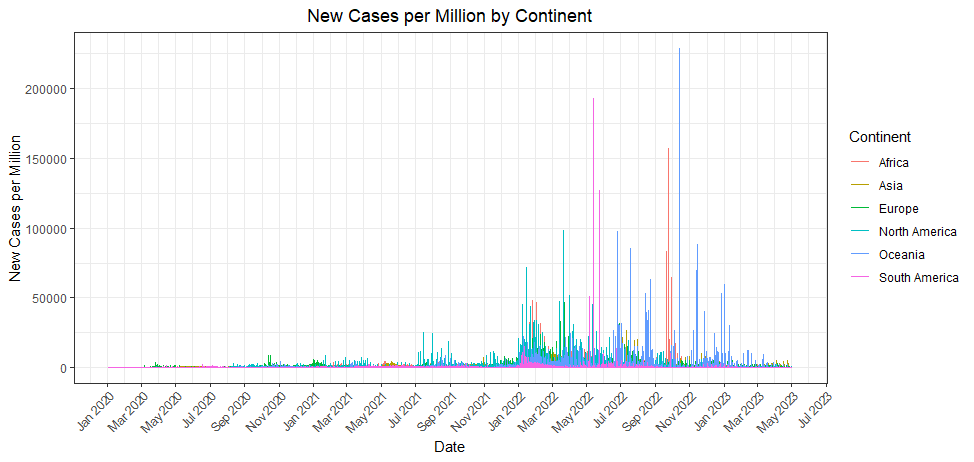 New Cases per Million by Continent
New Cases per Million
200000
150000
100000
50000
0
Jan 2020
Mar 2020
May 2020
Jul 2020
Sep 2020
Nov 2020
Jan 2021
Mar 2021
May 2021
Jul 2021
Sep 2021
Nov 2021
Jan 2022
Mar 2022
May 2022
Jul 2022
Sep 2022
Nov 2022
Jan 2023
Mar 2023
May 2023
Jul 2023
Date
Continent
Africa
Asia
Europe
North America
Oceania
South America